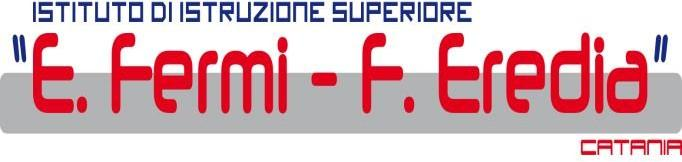 ISTITUTO DI ISTRUZIONE SUPERIORE
"E. Fermi - F. Eredia"
CATANIA